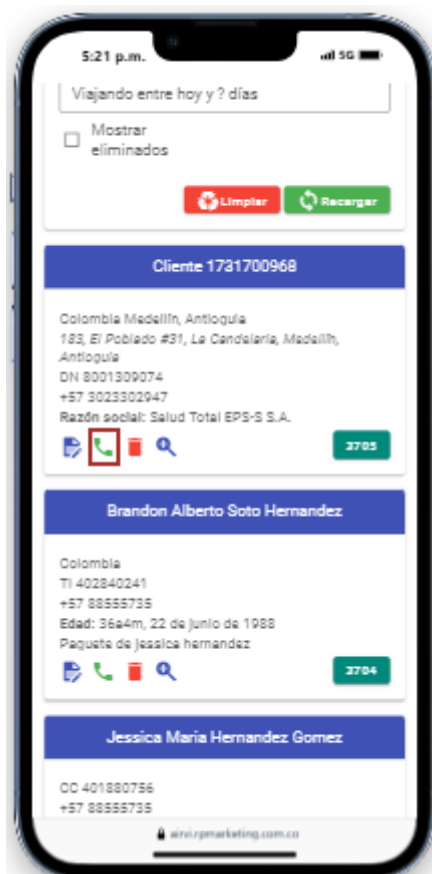 5:21 p.m.
5G
Viajando entre hoy y ? días
Mostrar
eliminados
Limpiar
Recargar
Cliente 1731700968
Colombia Medellín, Antioquia
183, El Poblado #31, La Candelaria, Medellín,
Antioquia
DN 8001309074
+57 3023302947
Razón social: Salud Total EPS-S S.A.
3705
Brandon Alberto Soto Hernandez
Colombia
TI 402840241
+57 88555735
Edad: 36a4m, 22 de junio de 1988
Paquete de jessica hernandez
3704
Jessica Maria Hernandez Gomez
CC 401880756
+57 88555735
airvi.rpmarketing.com.co